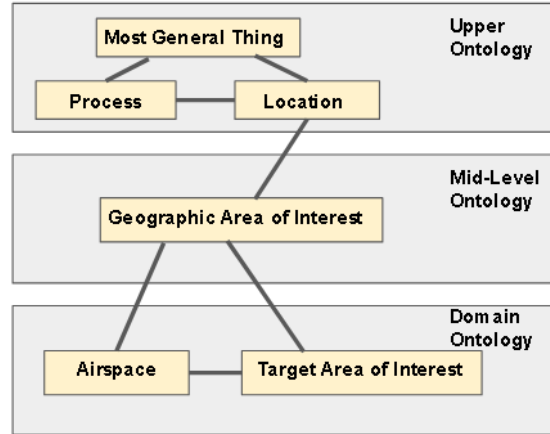 Most General Thing
Upper
Ontology
Process
Location
Mid-Level
Ontology
Geographic Area of Interest
Domain
Ontology
Airspace
Target Area of Interest